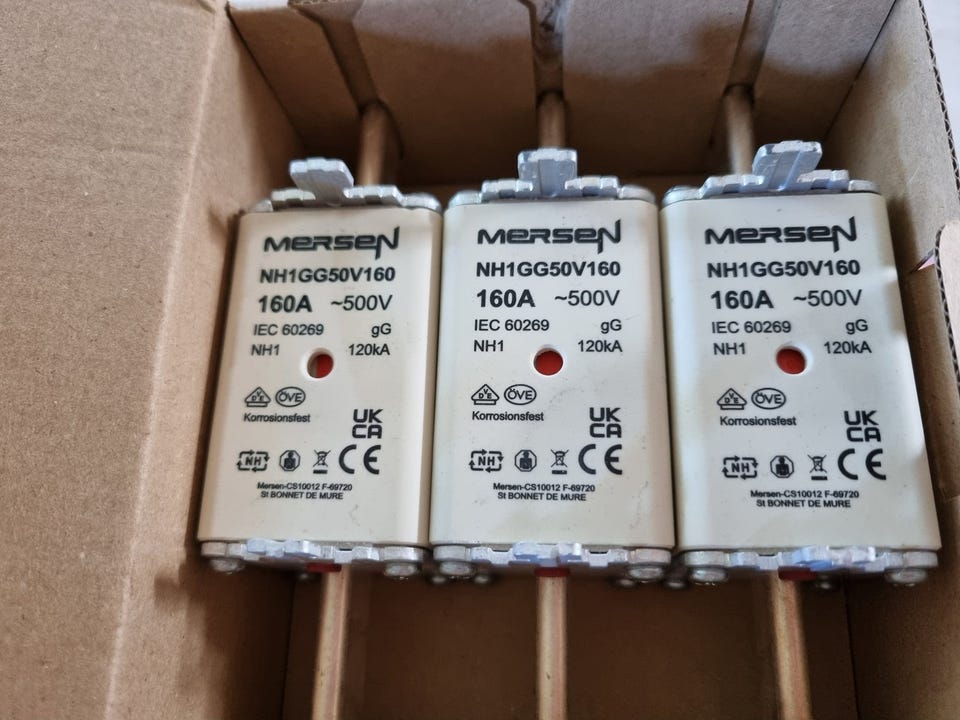 MERSEN
NH1GG50V160
160A ~500V
IEC 60269 gG
NH1 120kA
VDE ÖVE
Korrosionsfest
UK
CA
NH CE
Mersen-CS10012 F-69720
St BONNET DE MURE
MERSEN
NH1GG50V160
160A ~500V
IEC 60269 gG
NH1 120kA
VDE ÖVE
Korrosionsfest
UK
CA
NH CE
Mersen-CS10012 F-69720
St BONNET DE MURE
MERSEN
NH1GG50V160
160A ~500V
IEC 60269 gG
NH1 120kA
VDE ÖVE
Korrosionsfest
UK
CA
NH CE
Mersen-CS10012 F-69720
St BONNET DE MURE